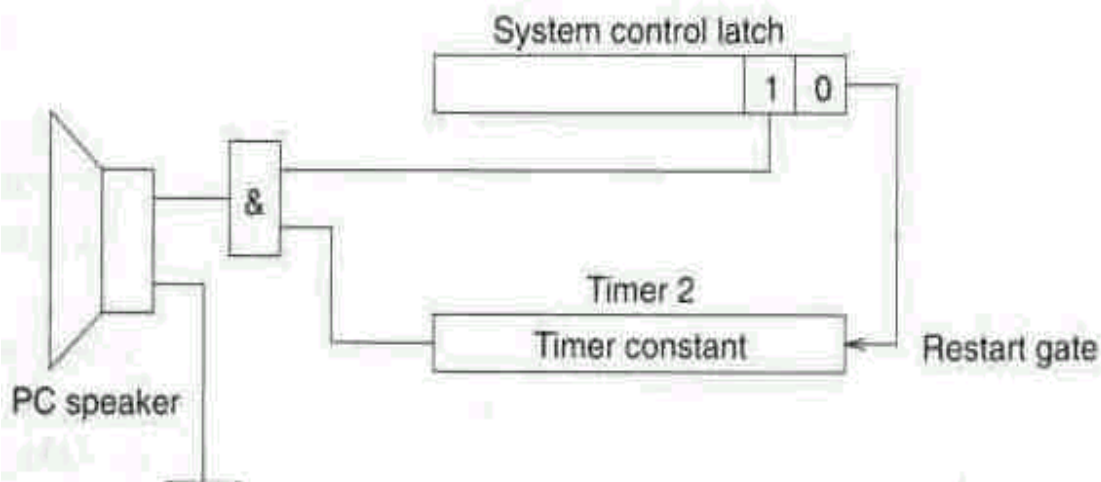 System control latch
1 0
&
Timer 2
Timer constant
Restart gate
PC speaker